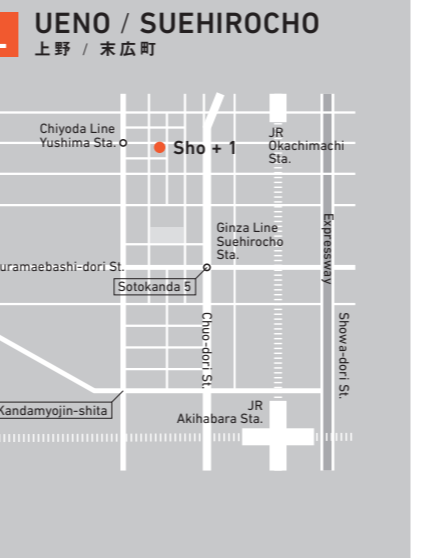 UENO / SUEHIROCHO
上野 / 末広町
Chiyoda Line
Yushima Sta.
Sho + 1
JR
Okachimachi
Sta.
Ginza Line
Suehirocho
Sta.
Expressway
uramaebashi-dori St.
Sotokanda 5
Chuo-dori St.
Showa-dori St.
Kandamyojin-shita
JR
Akihabara Sta.